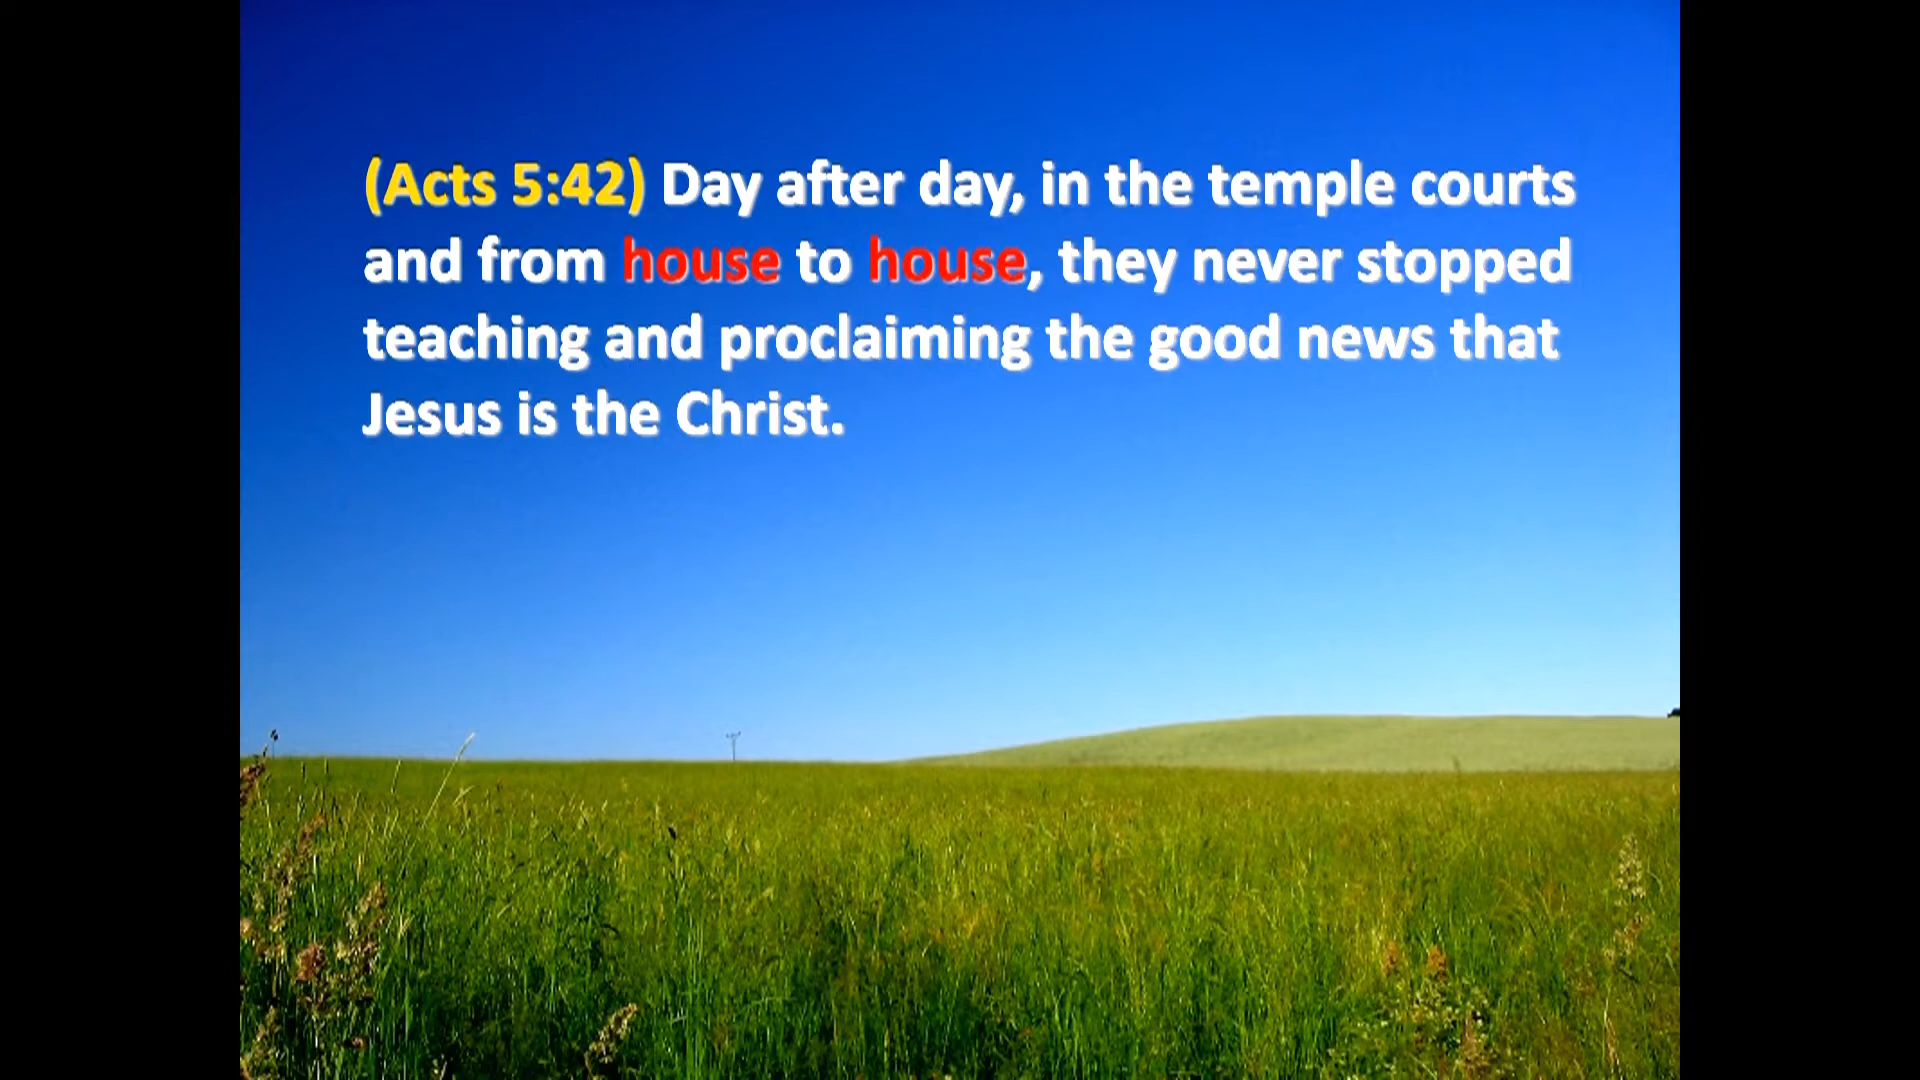 (Acts 5:42) Day after day, in the temple courts
and from house to house, they never stopped
teaching and proclaiming the good news that
Jesus is the Christ.